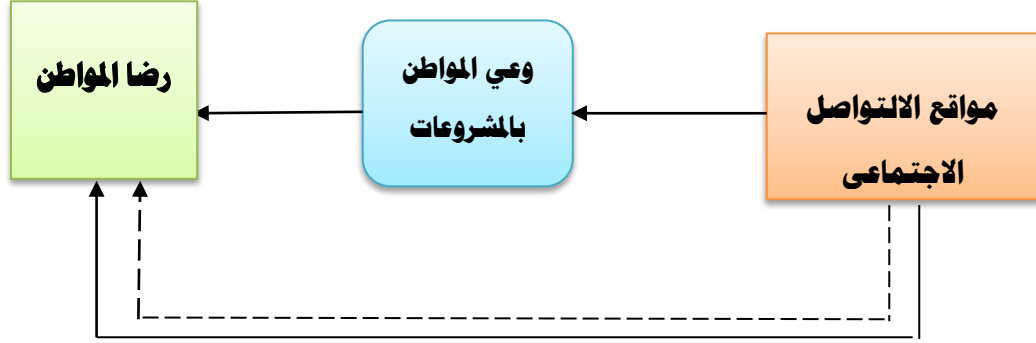 مواقع الالتواصل
الاجتماعى
وعي المواطن
بالمشروعات
رضا المواطن